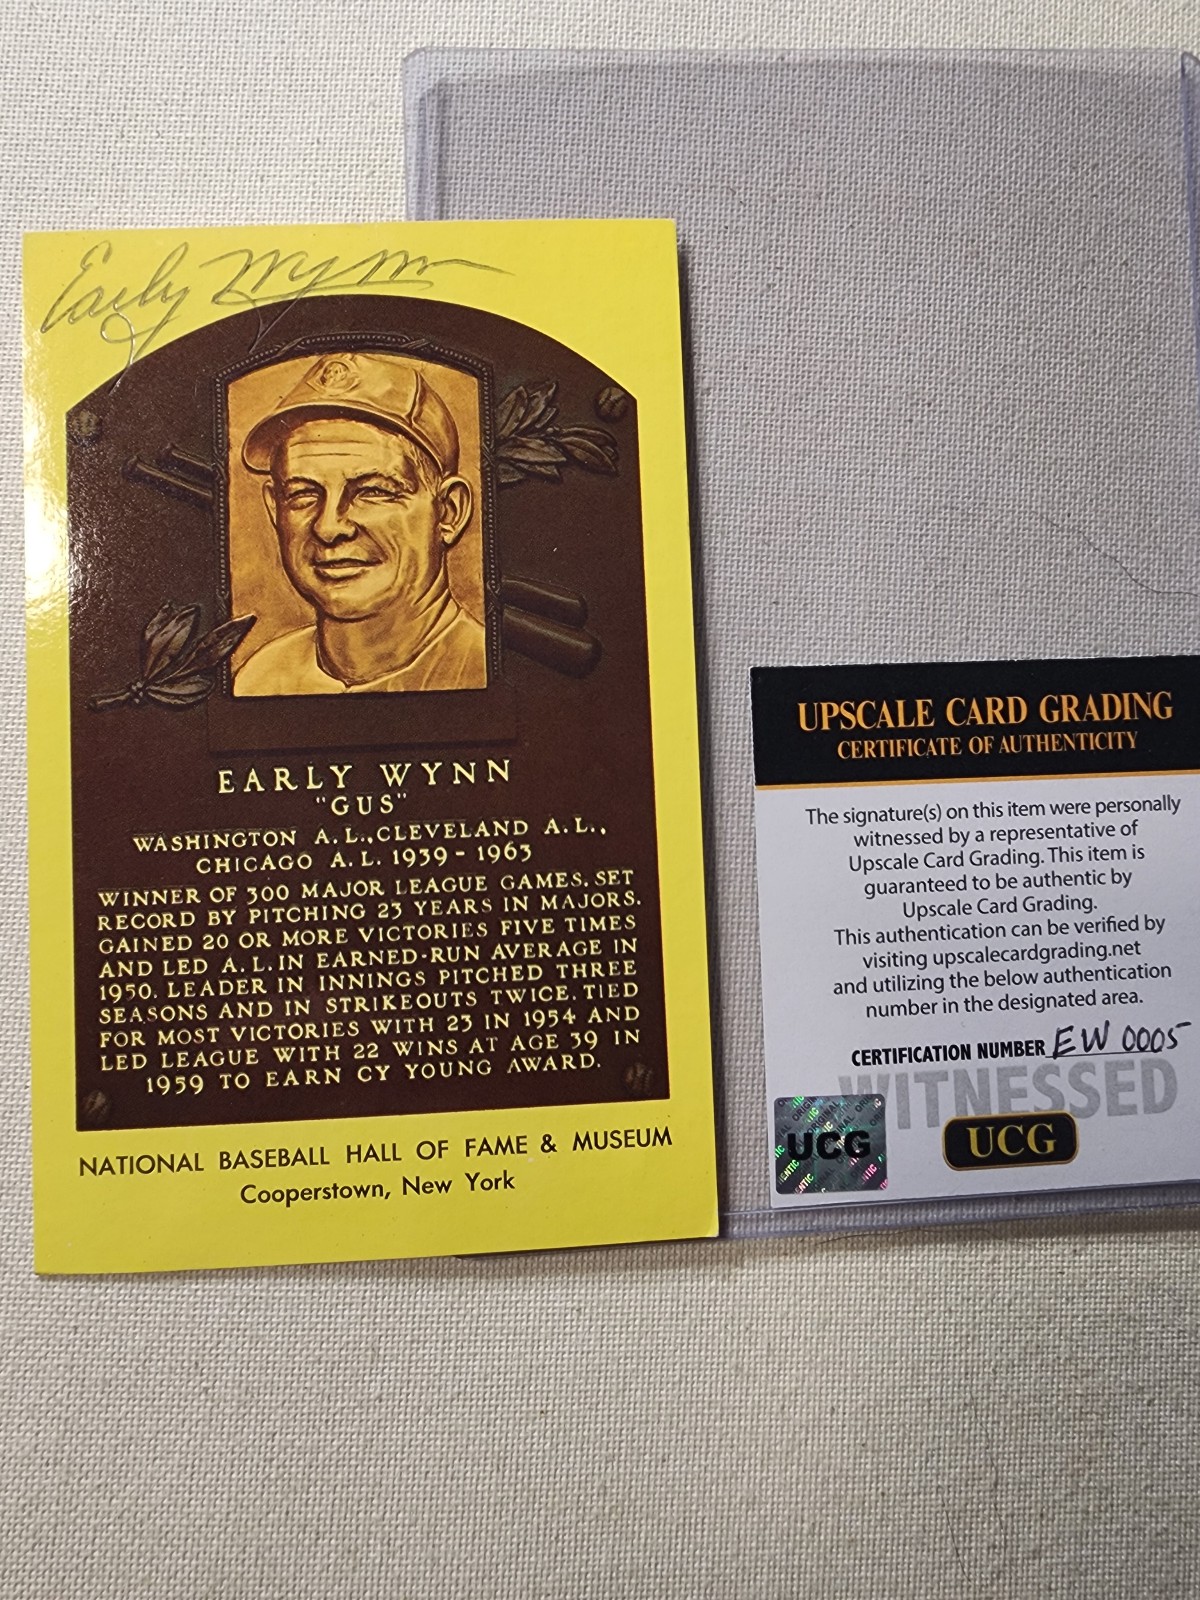 Early Wynn
EARLY WYNN
"GUS"
WASHINGTON A.L., CLEVELAND A.L.,
CHICAGO A.L. 1939 - 1963
WINNER OF 300 MAJOR LEAGUE GAMES. SET
RECORD BY PITCHING 23 YEARS IN MAJORS.
GAINED 20 OR MORE VICTORIES FIVE TIMES
AND LED A.L. IN EARNED-RUN AVERAGE IN
1950. LEADER IN INNINGS PITCHED THREE
SEASONS AND IN STRIKEOUTS TWICE. TIED
FOR MOST VICTORIES WITH 23 IN 1954 AND
LED LEAGUE WITH 22 WINS AT AGE 39 IN
1959 TO EARN CY YOUNG AWARD.
NATIONAL BASEBALL HALL OF FAME & MUSEUM
Cooperstown, New York
UPSCALE CARD GRADING
CERTIFICATE OF AUTHENTICITY
The signature(s) on this item were personally
witnessed by a representative of
Upscale Card Grading. This item is
guaranteed to be authentic by
Upscale Card Grading.
This authentication can be verified by
visiting upscalecardgrading.net
and utilizing the below authentication
number in the designated area.
CERTIFICATION NUMBER EW 0005
WITNESSED
UCG
UCG